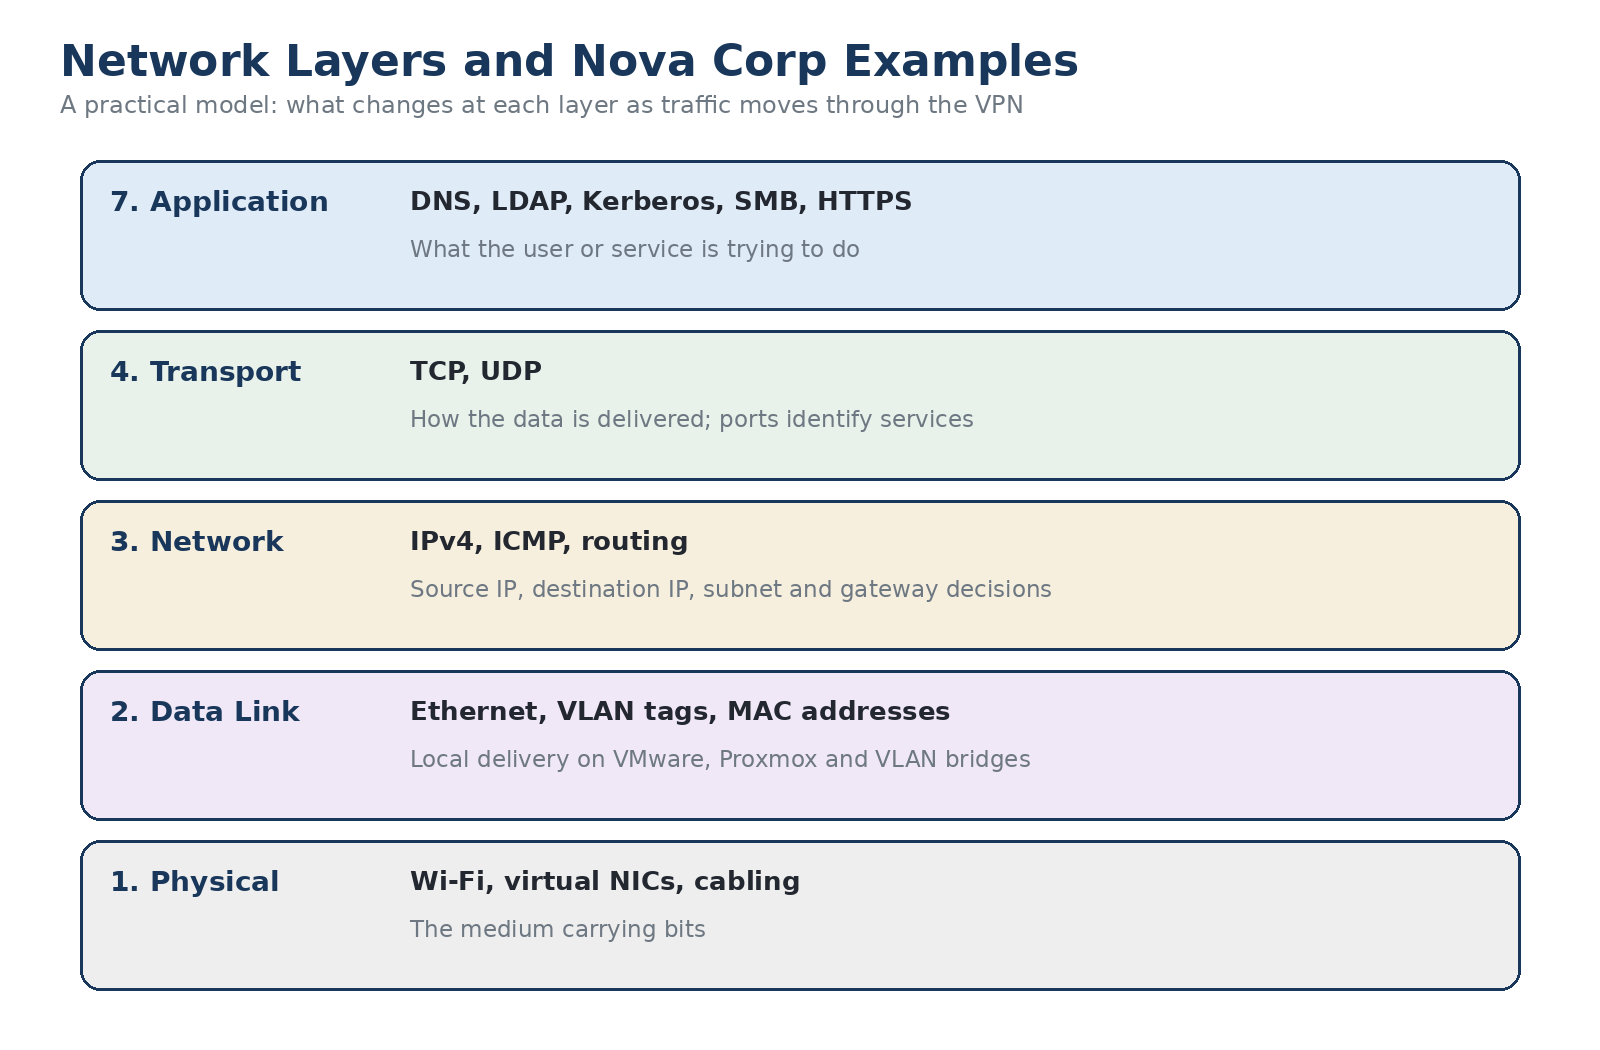 Network Layers and Nova Corp Examples
A practical model: what changes at each layer as traffic moves through the VPN
7. Application
DNS, LDAP, Kerberos, SMB, HTTPS
What the user or service is trying to do
4. Transport
TCP, UDP
How the data is delivered; ports identify services
3. Network
IPv4, ICMP, routing
Source IP, destination IP, subnet and gateway decisions
2. Data Link
Ethernet, VLAN tags, MAC addresses
Local delivery on VMware, Proxmox and VLAN bridges
1. Physical
Wi-Fi, virtual NICs, cabling
The medium carrying bits